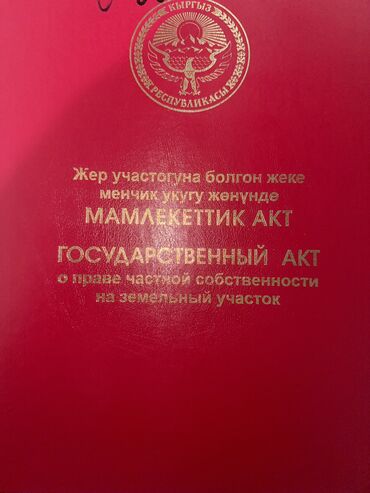 КЫРГЫЗ
РЕСПУБЛИКАСЫ
Жер участогуна болгон жеке
менчик укугу жөнүндө
МАМЛЕКЕТТИК АКТ
ГОСУДАРСТВЕННЫЙ АКТ
о праве частной собственности
на земельный участок